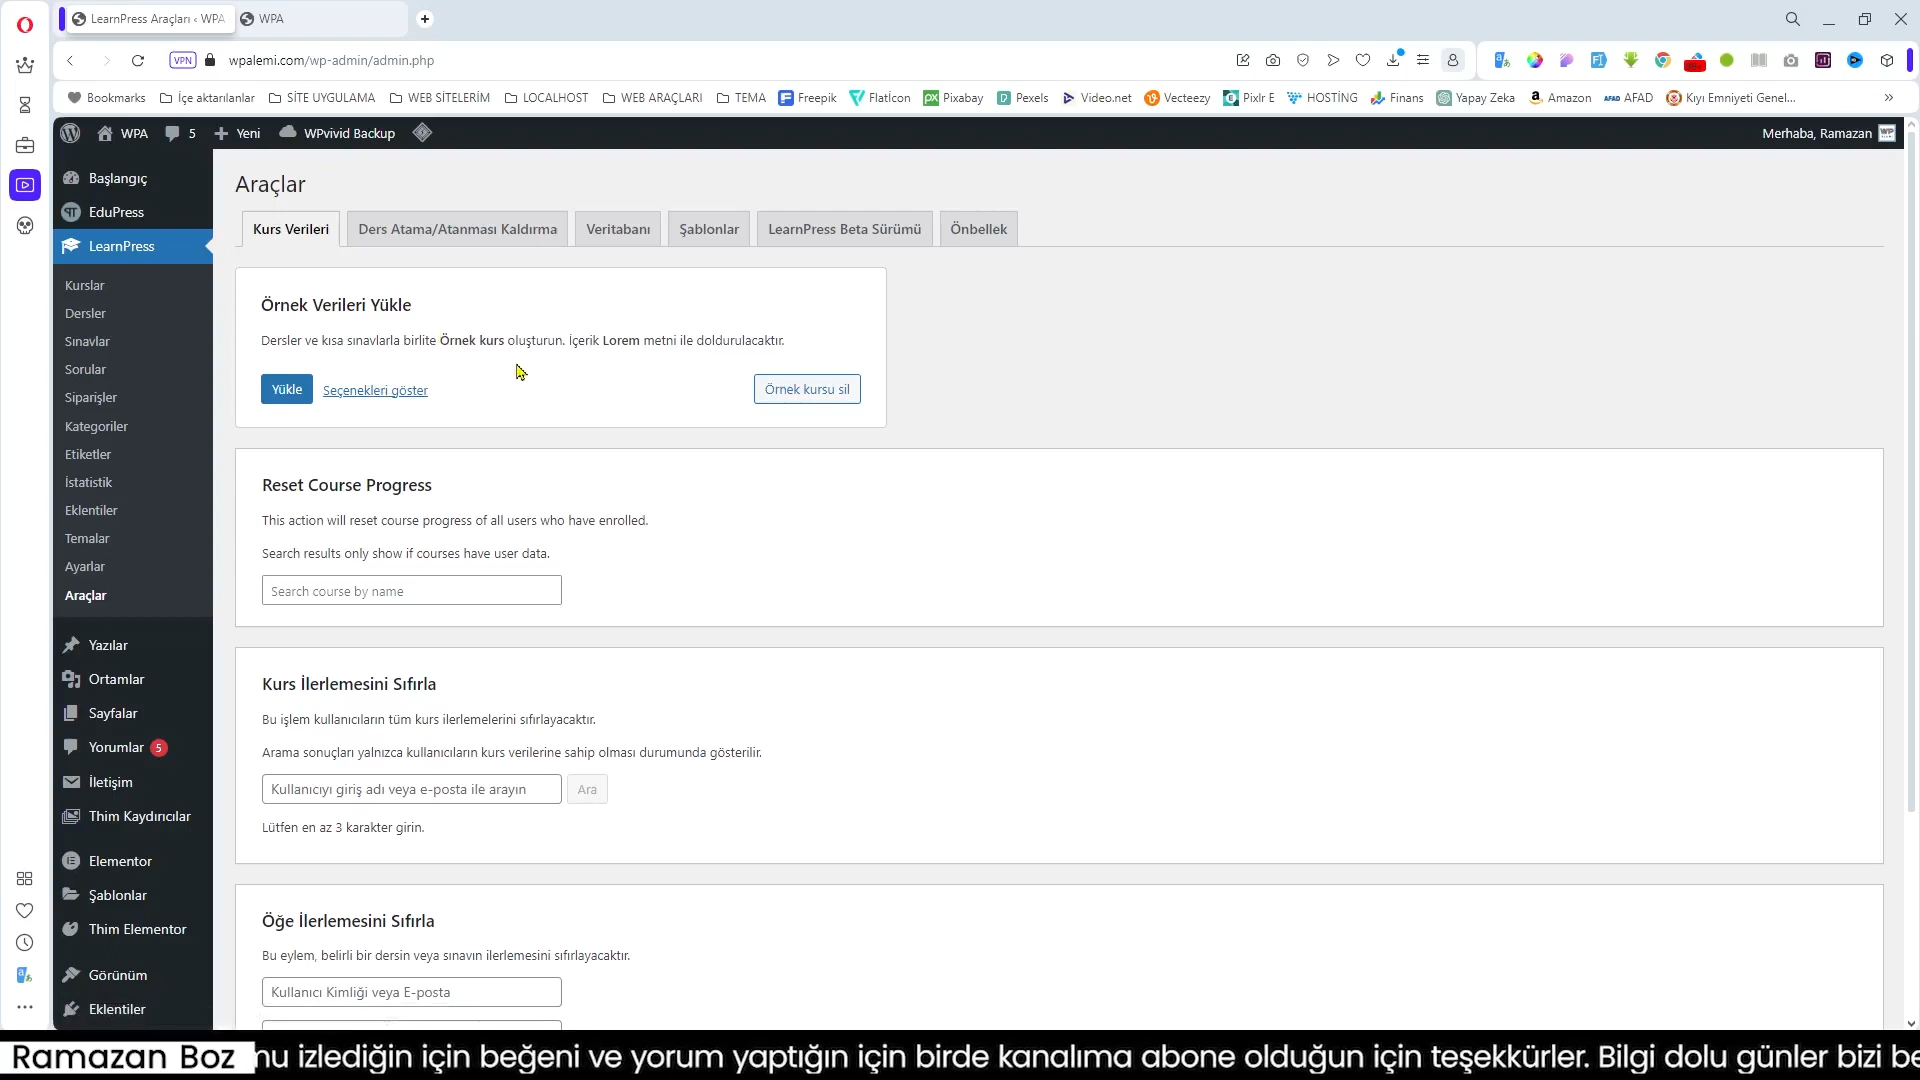 LearnPress Araçları ‹ WPA
WPA
VPN
wpalemi.com/wp-admin/admin.php
Bookmarks
İçe aktarılanlar
SİTE UYGULAMA
WEB SİTELERİM
LOCALHOST
WEB ARAÇLARI
TEMA
Freepik
Flatİcon
Pixabay
Pexels
Video.net
Vecteezy
Pixlr E
HOSTİNG
Finans
Yapay Zeka
Amazon
AFAD
Kıyı Emniyeti Genel...
WPA
5
Yeni
WPvivid Backup
Merhaba, Ramazan
Başlangıç
EduPress
LearnPress
Kurslar
Dersler
Sınavlar
Sorular
Siparişler
Kategoriler
Etiketler
İstatistik
Eklentiler
Temalar
Ayarlar
Araçlar
Yazılar
Ortamlar
Sayfalar
Yorumlar 5
İletişim
Thim Kaydırıcılar
Elementor
Şablonlar
Thim Elementor
Görünüm
Eklentiler
Araçlar
Kurs Verileri
Ders Atama/Atanması Kaldırma
Veritabanı
Şablonlar
LearnPress Beta Sürümü
Önbellek
Örnek Verileri Yükle
Dersler ve kısa sınavlarla birlite Örnek kurs oluşturun. İçerik Lorem metni ile doldurulacaktır.
Yükle
Seçenekleri göster
Örnek kursu sil
Reset Course Progress
This action will reset course progress of all users who have enrolled.
Search results only show if courses have user data.
Search course by name
Kurs İlerlemesini Sıfırla
Bu işlem kullanıcıların tüm kurs ilerlemelerini sıfırlayacaktır.
Arama sonuçları yalnızca kullanıcıların kurs verilerine sahip olması durumunda gösterilir.
Kullanıcıyı giriş adı veya e-posta ile arayın
Ara
Lütfen en az 3 karakter girin.
Öğe İlerlemesini Sıfırla
Bu eylem, belirli bir dersin veya sınavın ilerlemesini sıfırlayacaktır.
Kullanıcı Kimliği veya E-posta
Ramazan Boz
mu izlediğin için beğeni ve yorum yaptığın için birde kanalıma abone olduğun için teşekkürler. Bilgi dolu günler bizi be